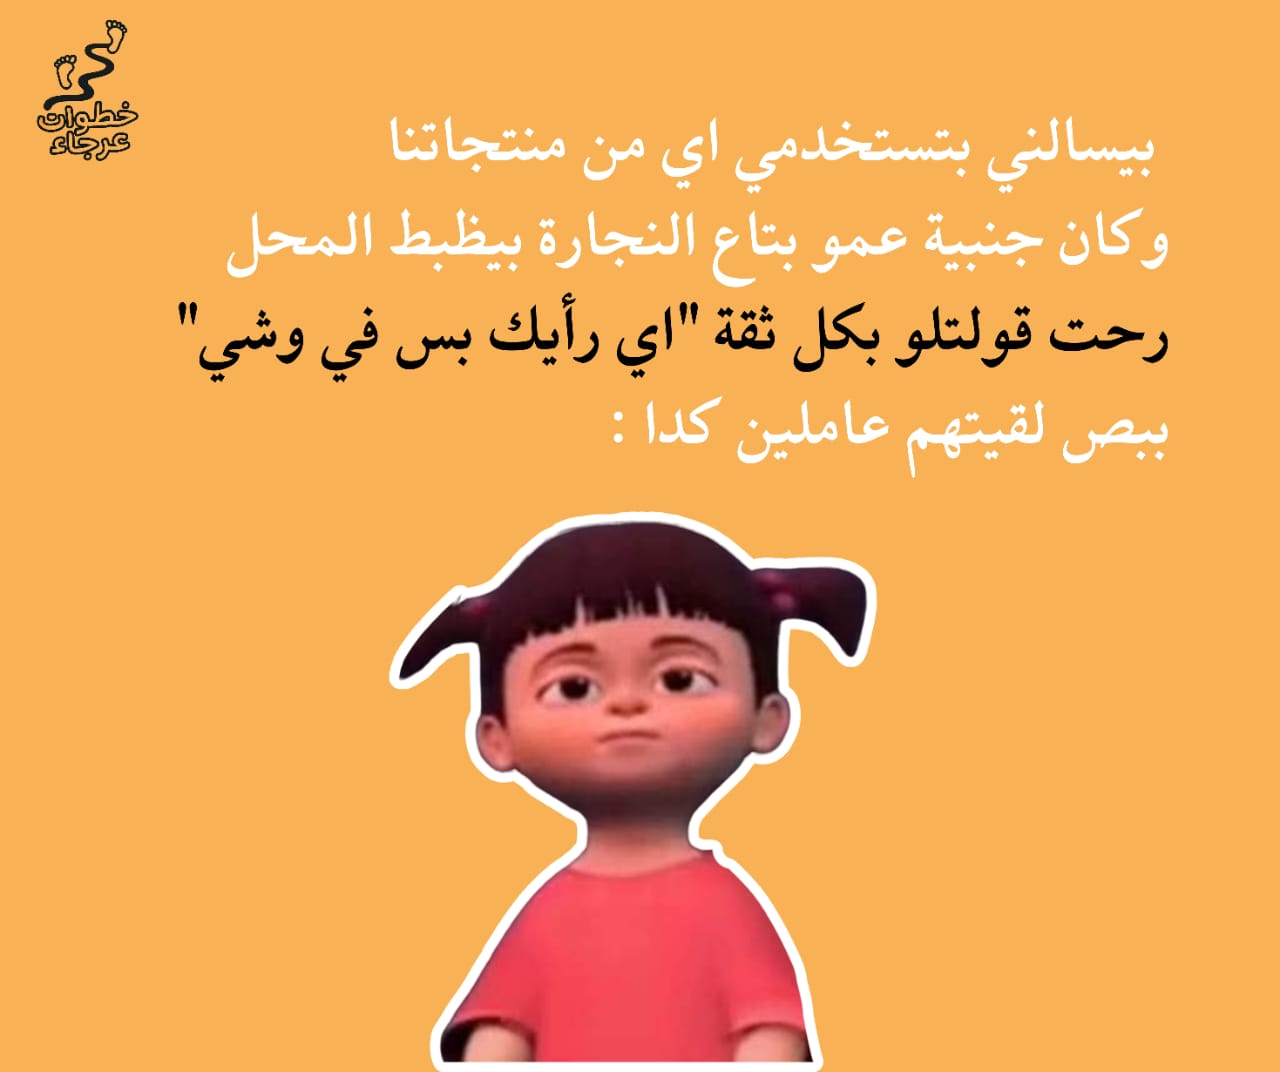 خطوات
عرجاء
بيسالني بتستخدمي اي من منتجاتنا
وكان جنبية عمو بتاع النجارة بيظبط المحل
رحت قولتلو بكل ثقة "اي رأيك بس في وشي"
ببص لقيتهم عاملين كدا :